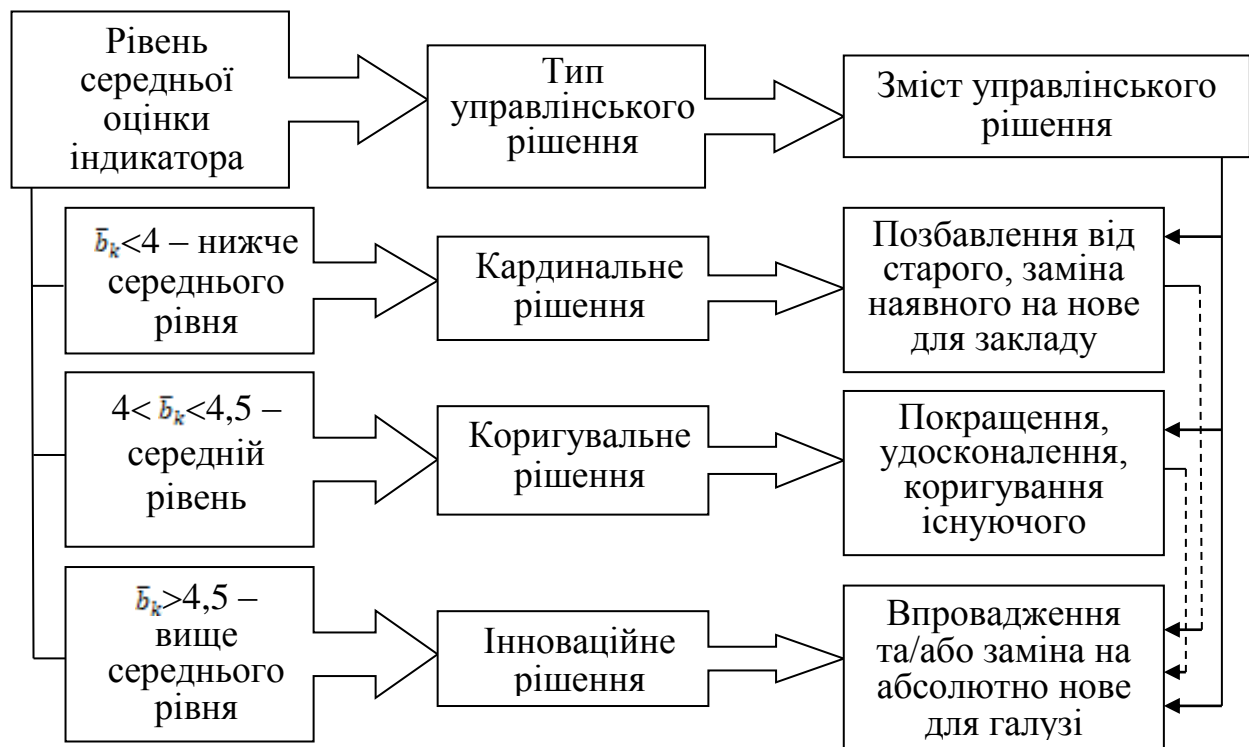 Рівень
середньої
оцінки
індикатора
Тип
управлінського
рішення
Зміст управлінського
рішення
b̄ₖ<4 – нижче
середнього
рівня
Кардинальне
рішення
Позбавлення від
старого, заміна
наявного на нове
для закладу
4< b̄ₖ<4,5 –
середній
рівень
Коригувальне
рішення
Покращення,
удосконалення,
коригування
існуючого
b̄ₖ>4,5 –
вище
середнього
рівня
Інноваційне
рішення
Впровадження
та/або заміна на
абсолютно нове
для галузі